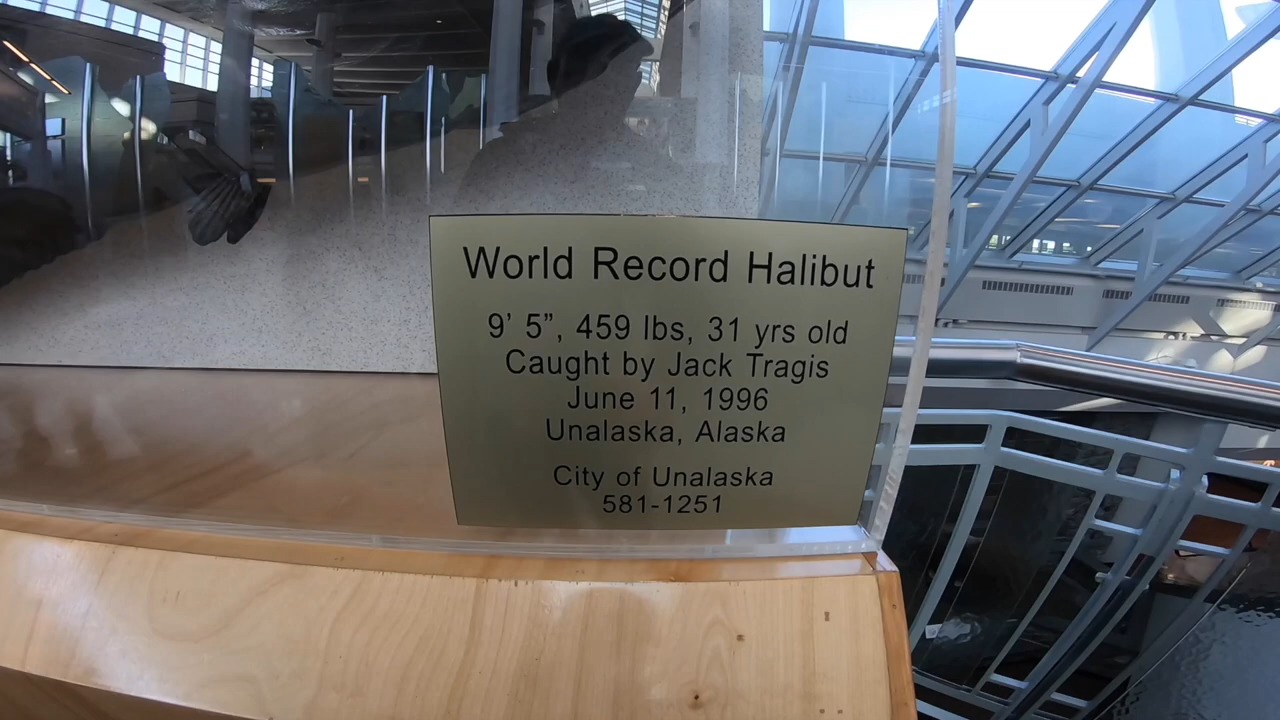 World Record Halibut
9' 5”, 459 lbs, 31 yrs old
Caught by Jack Tragis
June 11, 1996
Unalaska, Alaska
City of Unalaska
581-1251